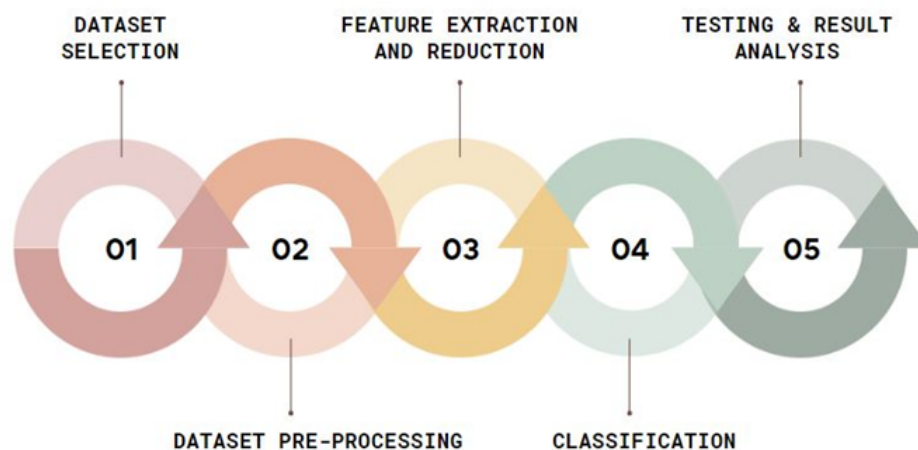 DATASET
SELECTION
FEATURE EXTRACTION
AND REDUCTION
TESTING & RESULT
ANALYSIS
01
02
03
04
05
DATASET PRE-PROCESSING
CLASSIFICATION